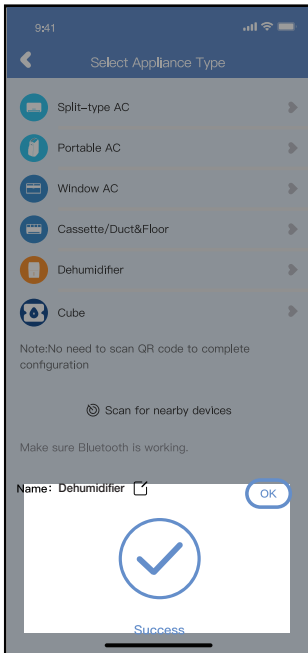 9:41
Select Appliance Type
Split-type AC
Portable AC
WIndow AC
Cassette/Duct&Floor
Dehumidifier
Cube
Note:No need to scan QR code to complete
configuration
Scan for nearby devices
Make sure Bluetooth is working.
Name: Dehumidifier
OK
Success